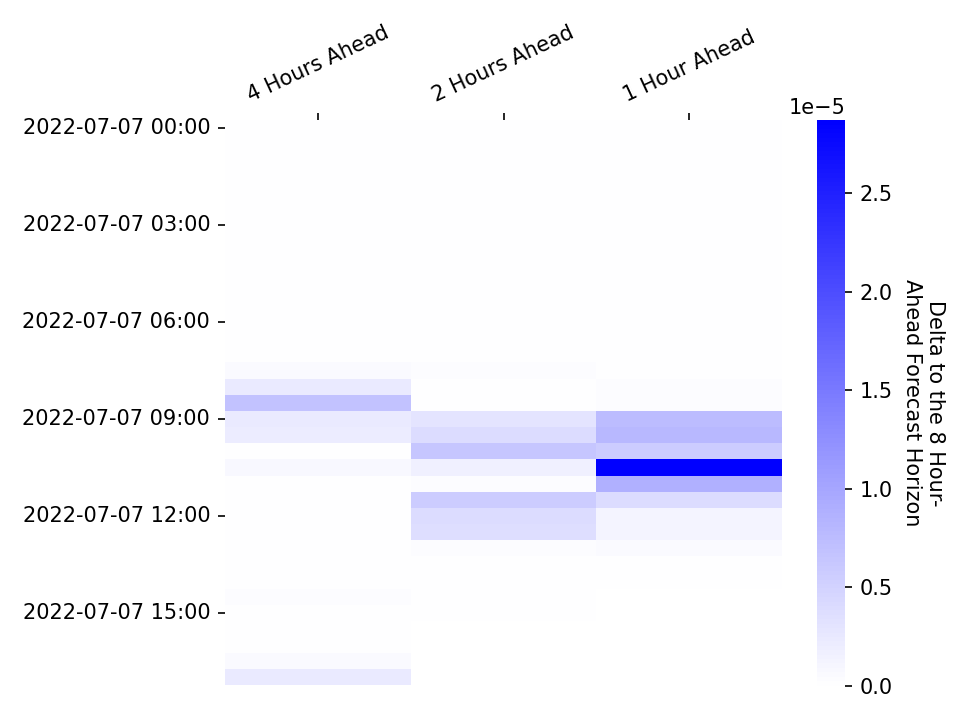 4 Hours Ahead
2 Hours Ahead
1 Hour Ahead
1e−5
2022-07-07 00:00
2022-07-07 03:00
2022-07-07 06:00
2022-07-07 09:00
2022-07-07 12:00
2022-07-07 15:00
2.5
2.0
1.5
1.0
0.5
0.0
Delta to the 8 Hour-
Ahead Forecast Horizon